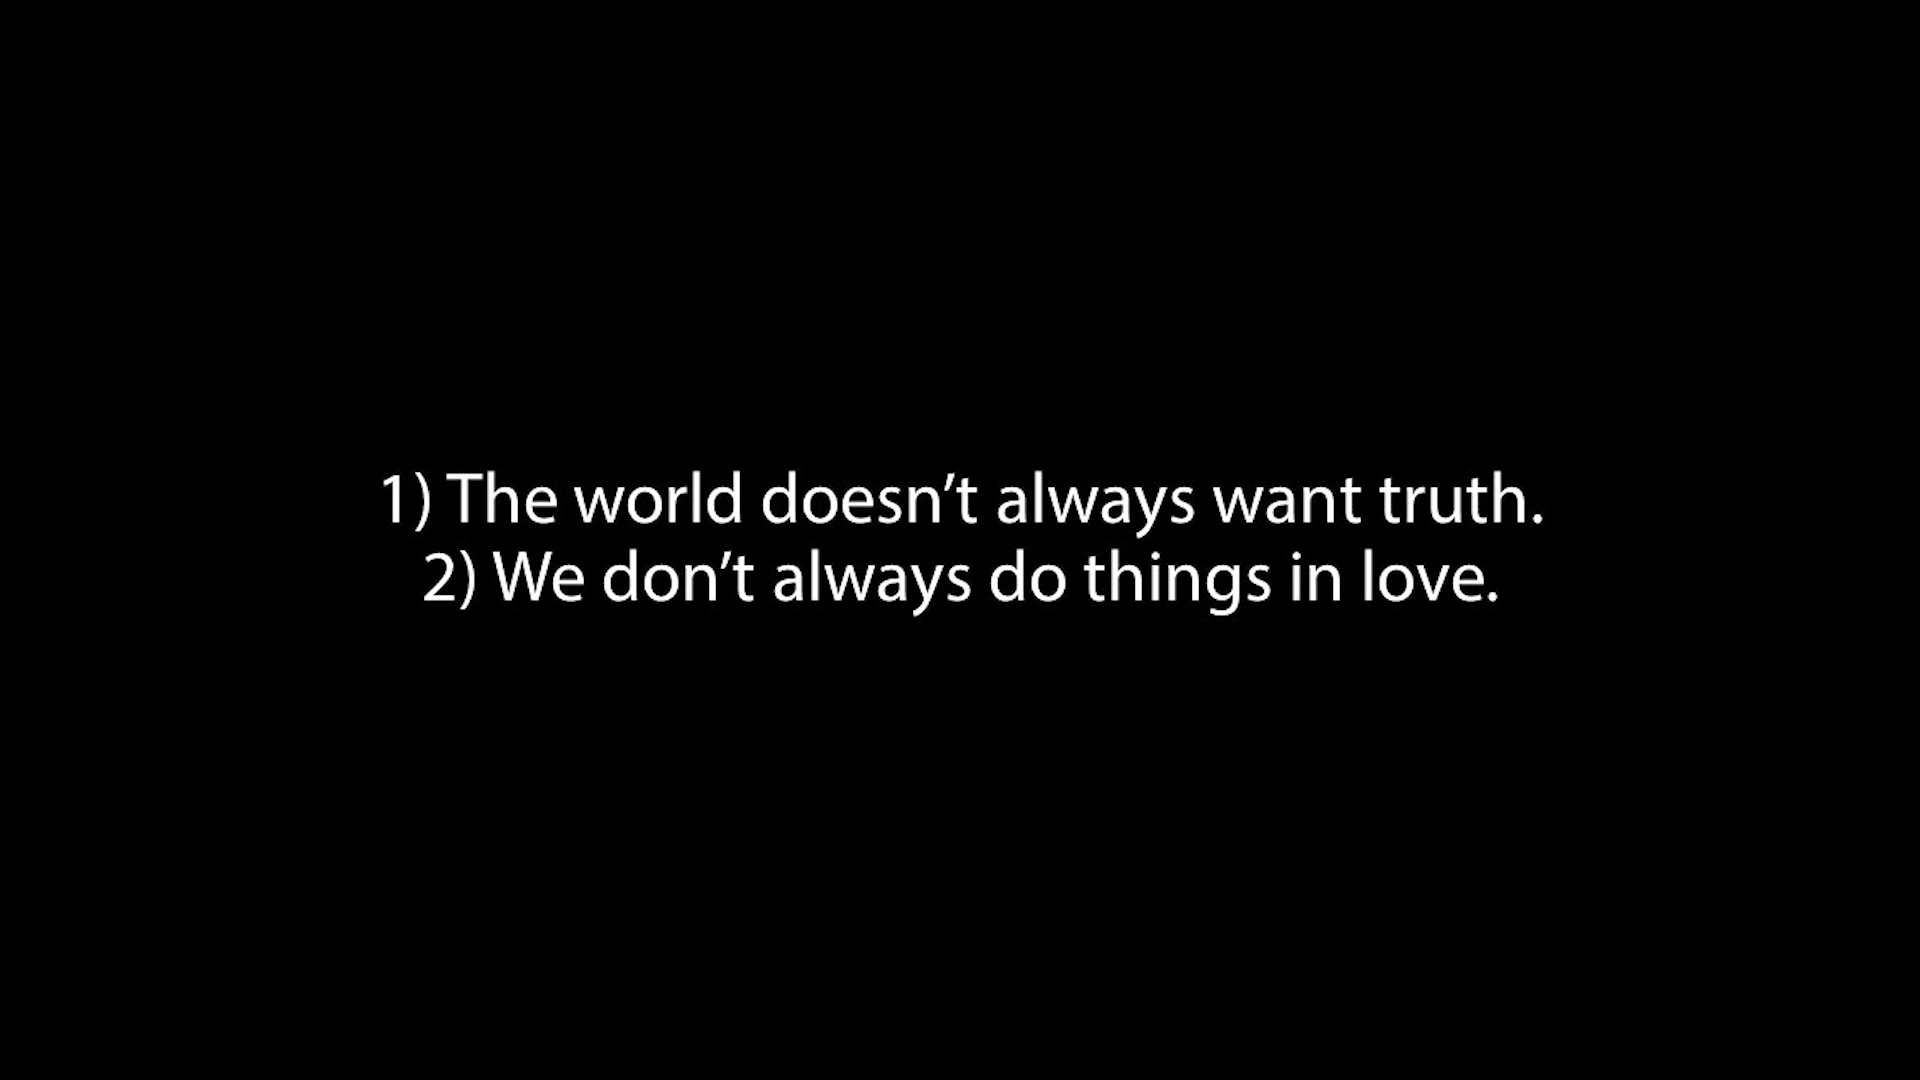 1) The world doesn’t always want truth.
2) We don’t always do things in love.